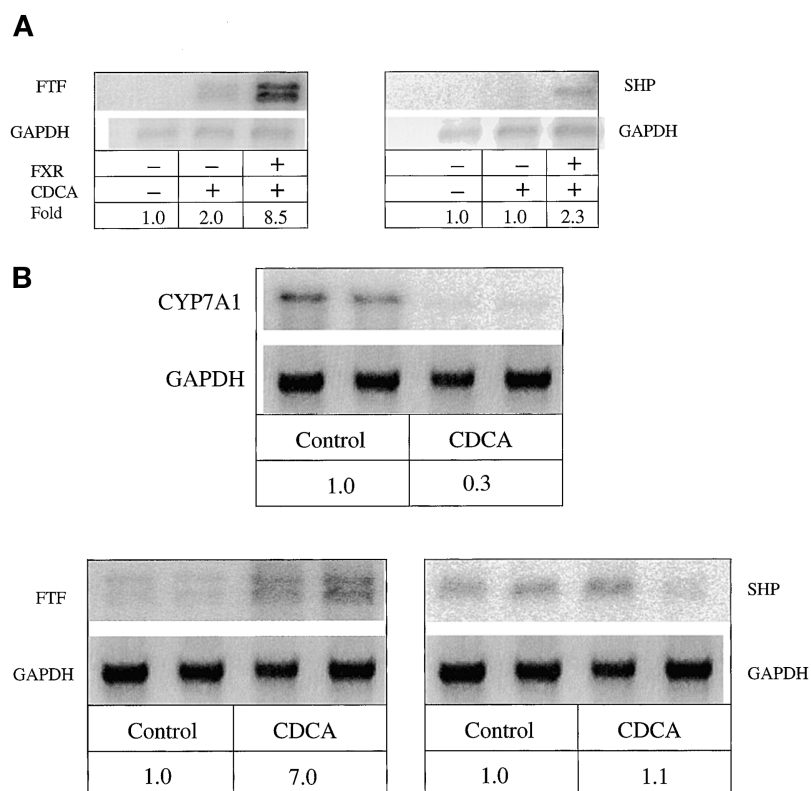 A
FTF
SHP
GAPDH
GAPDH
FXR − − +
− − +
CDCA − + +
− + +
Fold 1.0 2.0 8.5
1.0 1.0 2.3
B
CYP7A1
GAPDH
Control CDCA
1.0 0.3
FTF
SHP
GAPDH
GAPDH
Control CDCA
Control CDCA
1.0 7.0
1.0 1.1